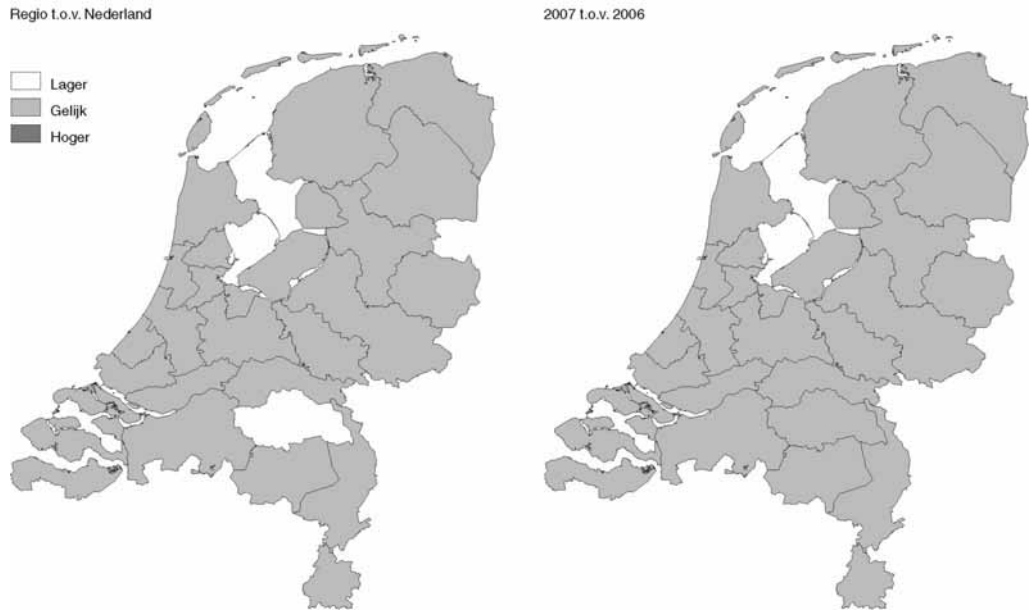 Regio t.o.v. Nederland
2007 t.o.v. 2006
Lager
Gelijk
Hoger